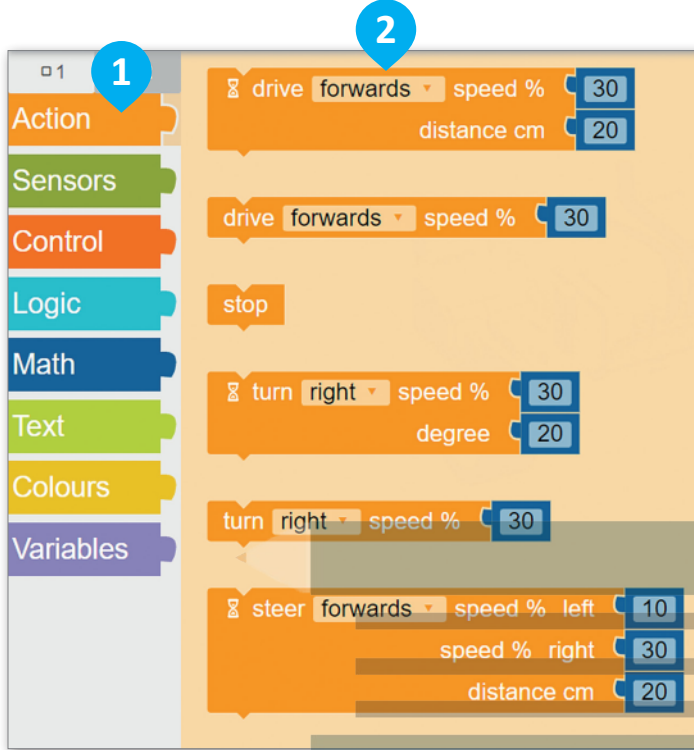 2
1
1
Action
Sensors
Control
Logic
Math
Text
Colours
Variables
drive forwards speed % 30
distance cm 20
drive forwards speed % 30
stop
turn right speed % 30
degree 20
turn right speed % 30
steer forwards speed % left 10
speed % right 30
distance cm 20